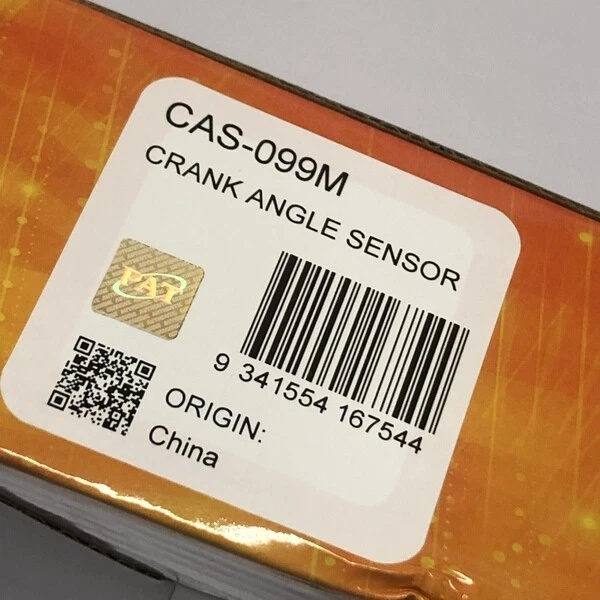 CAS-099M
CRANK ANGLE SENSOR
PAT
9 341554 167544
ORIGIN:
China